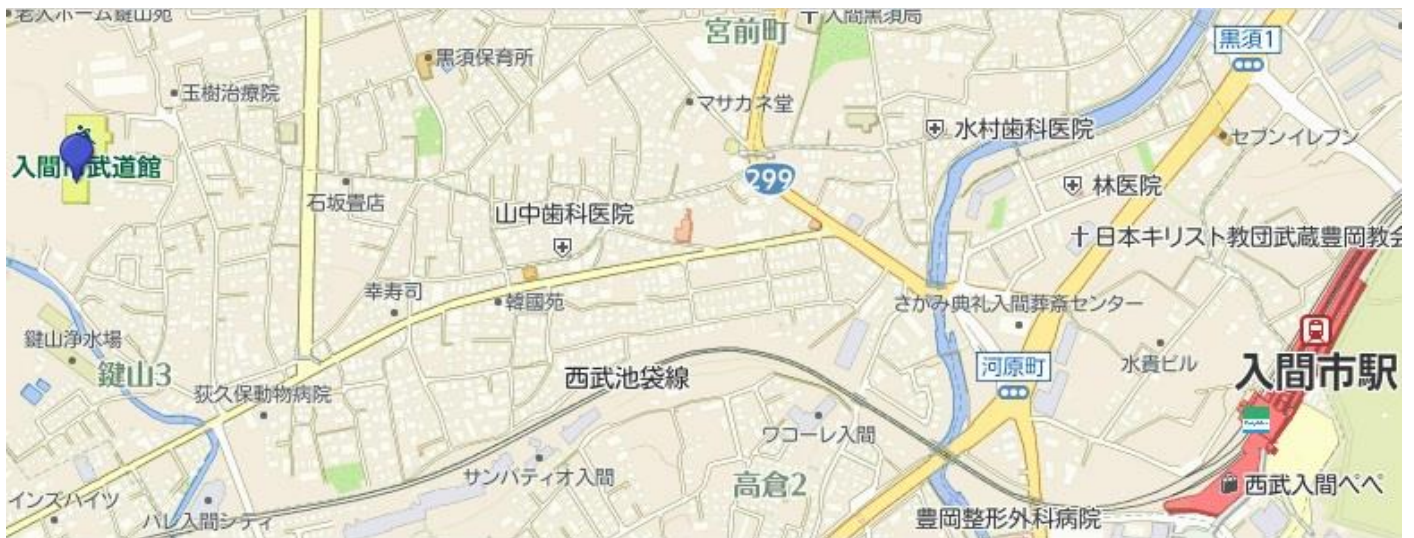 老人ホーム鍵山苑
宮前町
入間黒須局
黒須1
黒須保育所
玉樹治療院
マサカネ堂
水村歯科医院
セブンイレブン
入間市武道館
299
林医院
石坂畳店
山中歯科医院
日本キリスト教団武蔵豊岡教会
幸寿司
韓國苑
さがみ典礼入間葬斎センター
鍵山浄水場
鍵山3
西武池袋線
河原町
水貴ビル
入間市駅
荻久保動物病院
ワコーレ入間
サンパティオ入間
高倉2
西武入間ペペ
インズハイツ
パレ入間シティ
豊岡整形外科病院